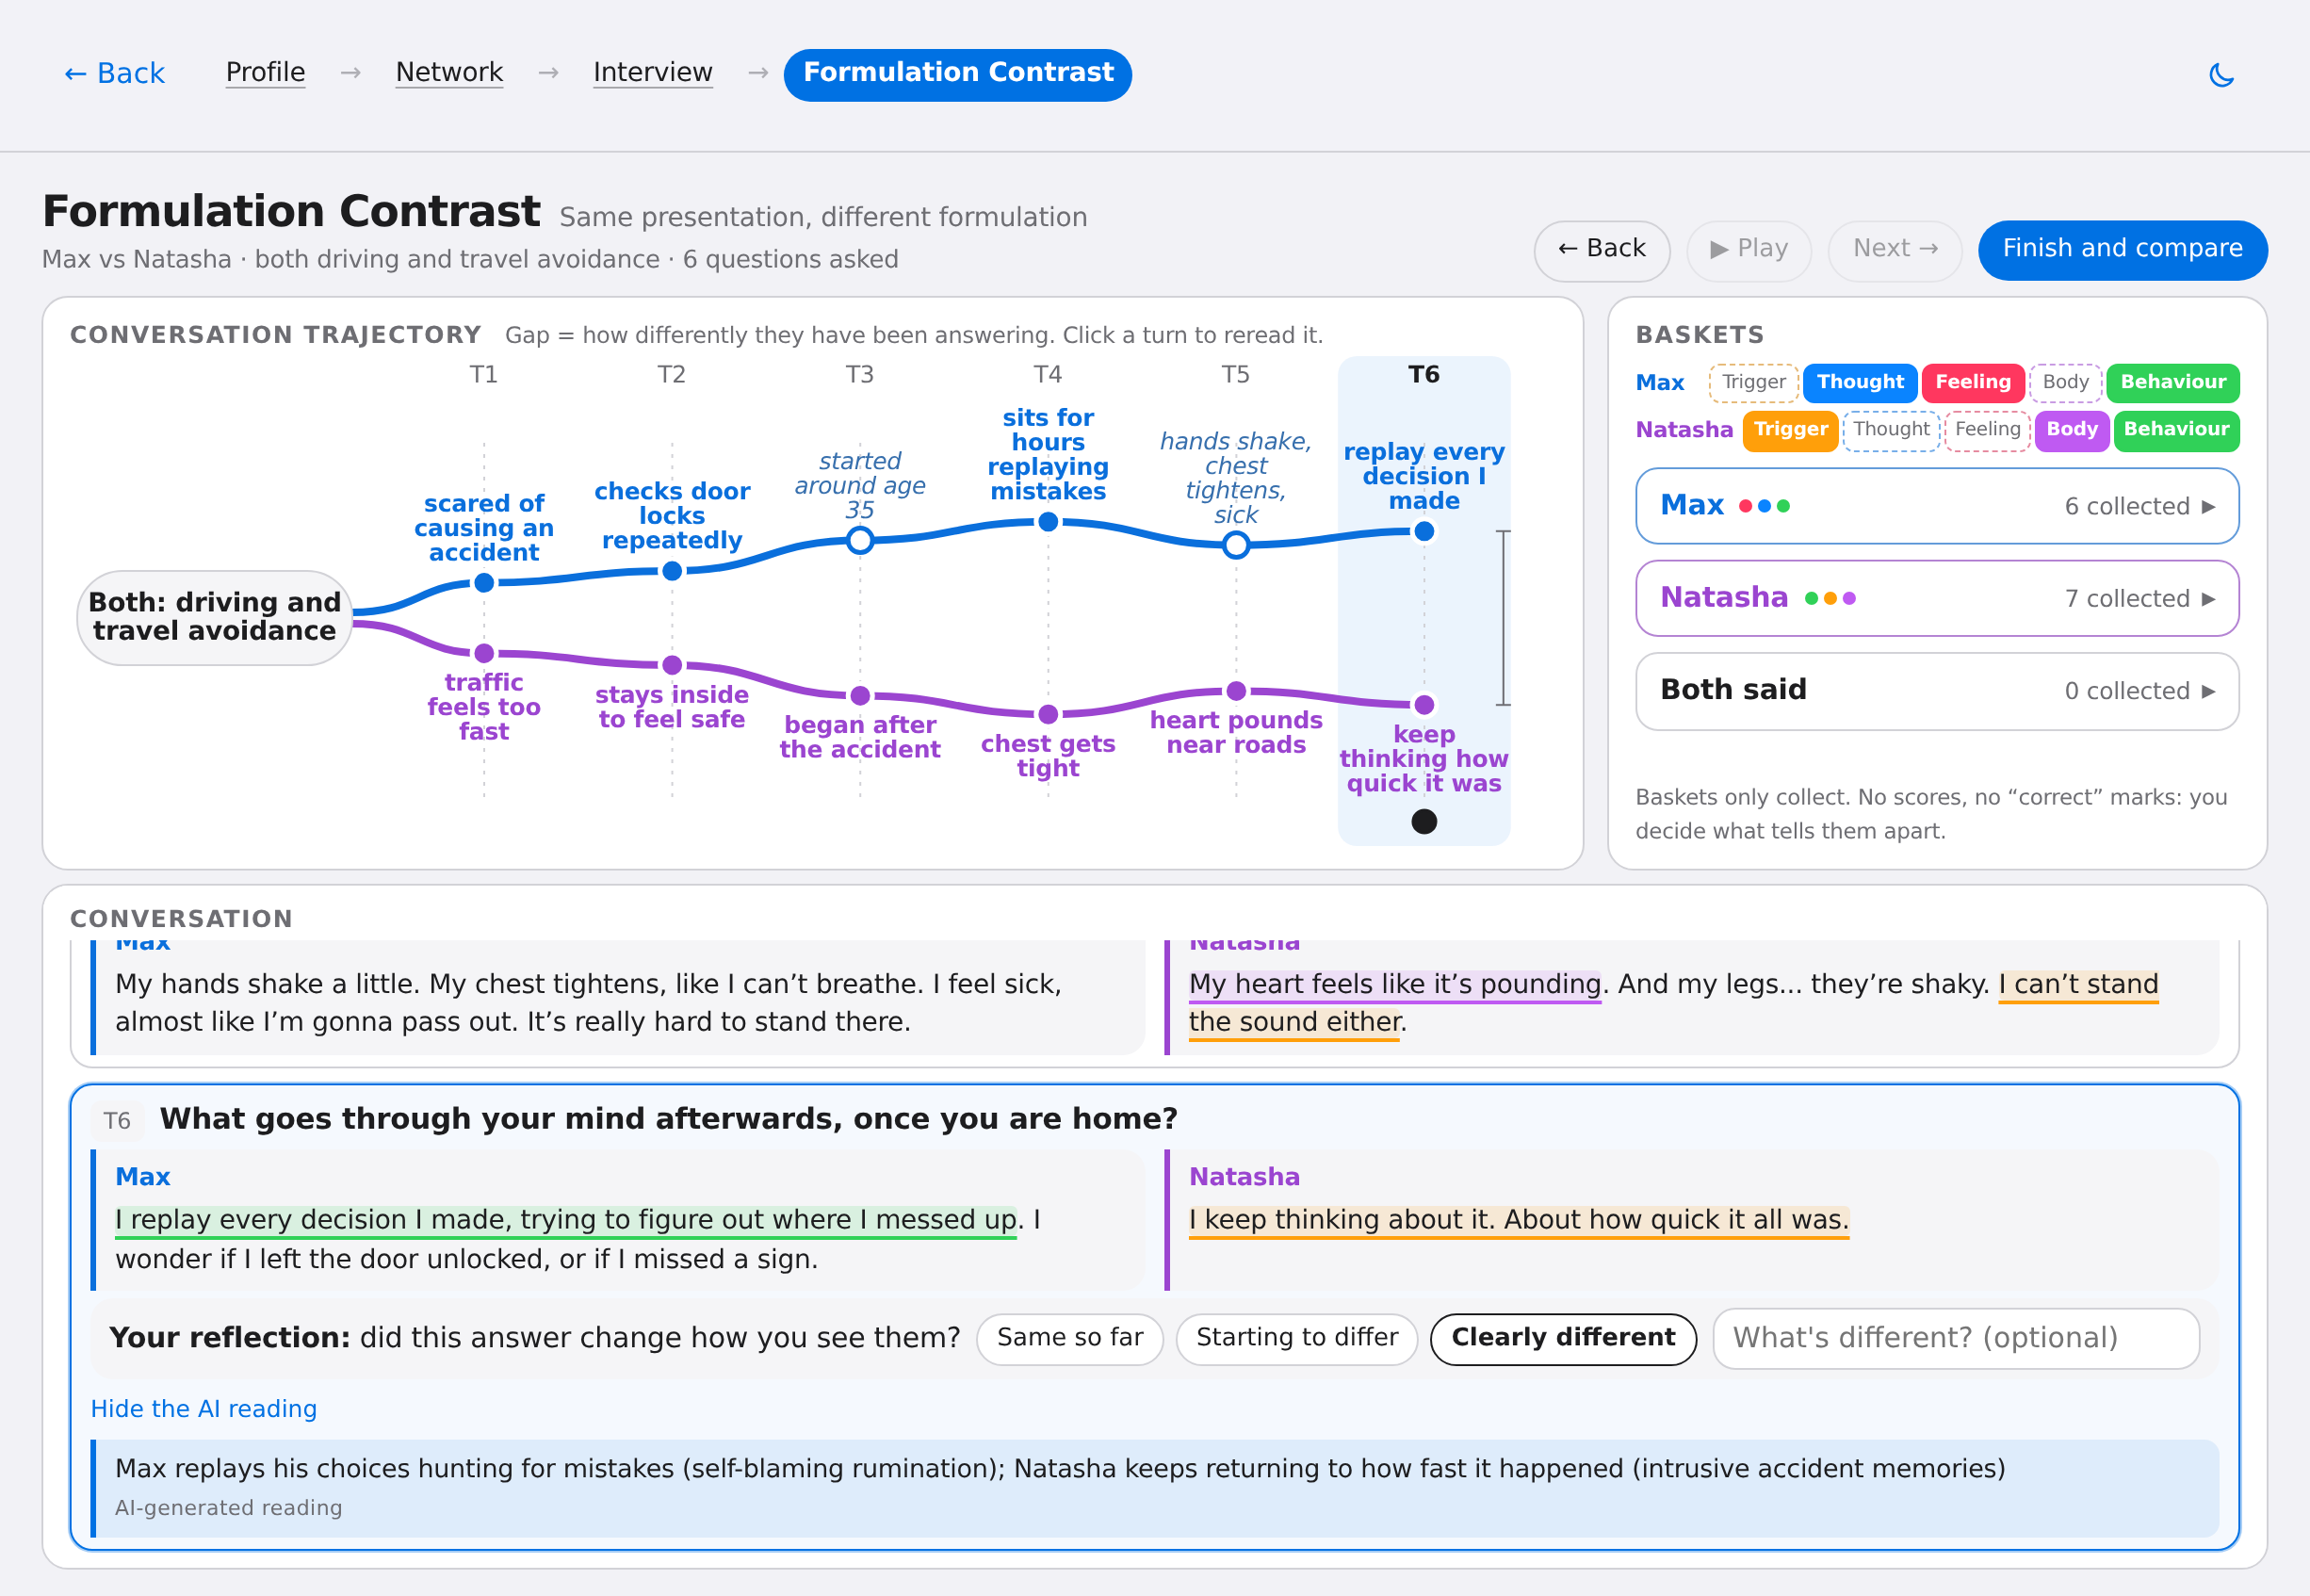 ← Back
Profile → Network → Interview → Formulation Contrast
Formulation Contrast Same presentation, different formulation
Max vs Natasha · both driving and travel avoidance · 6 questions asked
← Back
▶ Play
Next →
Finish and compare
CONVERSATION TRAJECTORY Gap = how differently they have been answering. Click a turn to reread it.
T1 T2 T3 T4 T5 T6
Both: driving and
travel avoidance
scared of
causing an
accident
checks door
locks
repeatedly
started
around age
35
sits for
hours
replaying
mistakes
hands shake,
chest
tightens,
sick
replay every
decision I
made
traffic
feels too
fast
stays inside
to feel safe
began after
the accident
chest gets
tight
heart pounds
near roads
keep
thinking how
quick it was
BASKETS
Max Trigger Thought Feeling Body Behaviour
Natasha Trigger Thought Feeling Body Behaviour
Max 6 collected ▶
Natasha 7 collected ▶
Both said 0 collected ▶
Baskets only collect. No scores, no “correct” marks: you
decide what tells them apart.
CONVERSATION
Max
My hands shake a little. My chest tightens, like I can’t breathe. I feel sick,
almost like I’m gonna pass out. It’s really hard to stand there.
Natasha
My heart feels like it’s pounding. And my legs... they’re shaky. I can’t stand
the sound either.
T6 What goes through your mind afterwards, once you are home?
Max
I replay every decision I made, trying to figure out where I messed up. I
wonder if I left the door unlocked, or if I missed a sign.
Natasha
I keep thinking about it. About how quick it all was.
Your reflection: did this answer change how you see them? Same so far Starting to differ Clearly different What's different? (optional)
Hide the AI reading
Max replays his choices hunting for mistakes (self-blaming rumination); Natasha keeps returning to how fast it happened (intrusive accident memories)
AI-generated reading